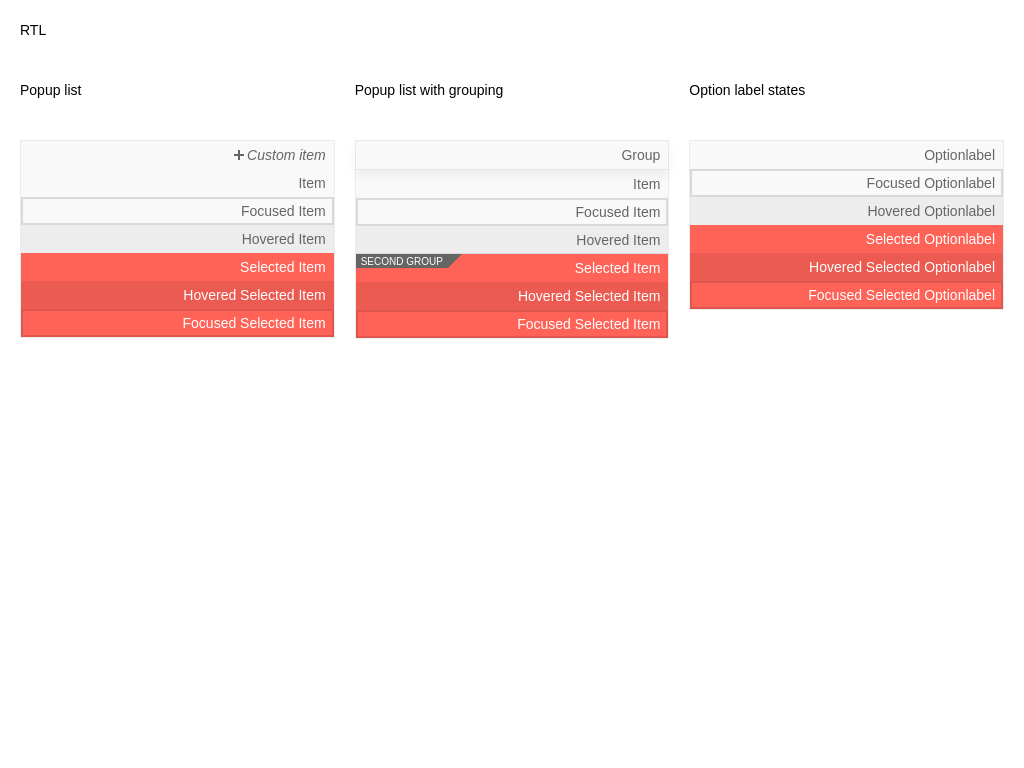 RTL
Popup list
Custom item
Item
Focused Item
Hovered Item
Selected Item
Hovered Selected Item
Focused Selected Item
Popup list with grouping
Group
Item
Focused Item
Hovered Item
SECOND GROUP
Selected Item
Hovered Selected Item
Focused Selected Item
Option label states
Optionlabel
Focused Optionlabel
Hovered Optionlabel
Selected Optionlabel
Hovered Selected Optionlabel
Focused Selected Optionlabel